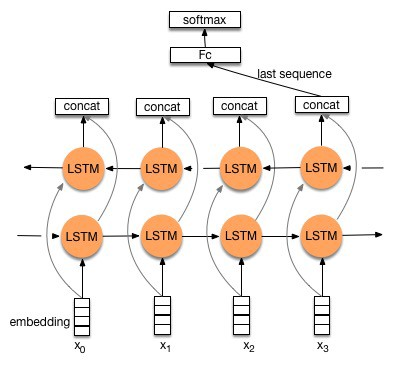 softmax
Fc
last sequence
concat concat concat concat
LSTM LSTM LSTM LSTM
LSTM LSTM LSTM LSTM
embedding
x0 x1 x2 x3